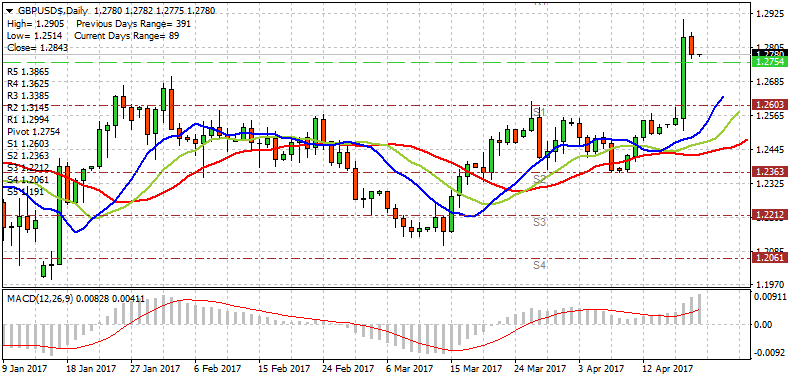 GBPUSD$,Daily 1.2780 1.2782 1.2775 1.2780
High= 1.2905 Previous Days Range= 391
Low= 1.2514 Current Days Range= 89
Close= 1.2843
R5 1.3865
R4 1.3625
R3 1.3385
R2 1.3145
R1 1.2994
Pivot 1.2754
S1 1.2603
S2 1.2363
S3 1.2212
S4 1.2061
S1
S2
S3
S4
1.2925
1.2805
1.2780
1.2754
1.2685
1.2603
1.2565
1.2445
1.2363
1.2325
1.2212
1.2085
1.2061
1.1970
MACD(12,26,9) 0.00828 0.00411
0.00911
0.00
-0.0092
9 Jan 2017
18 Jan 2017
27 Jan 2017
6 Feb 2017
15 Feb 2017
24 Feb 2017
6 Mar 2017
15 Mar 2017
24 Mar 2017
3 Apr 2017
12 Apr 2017